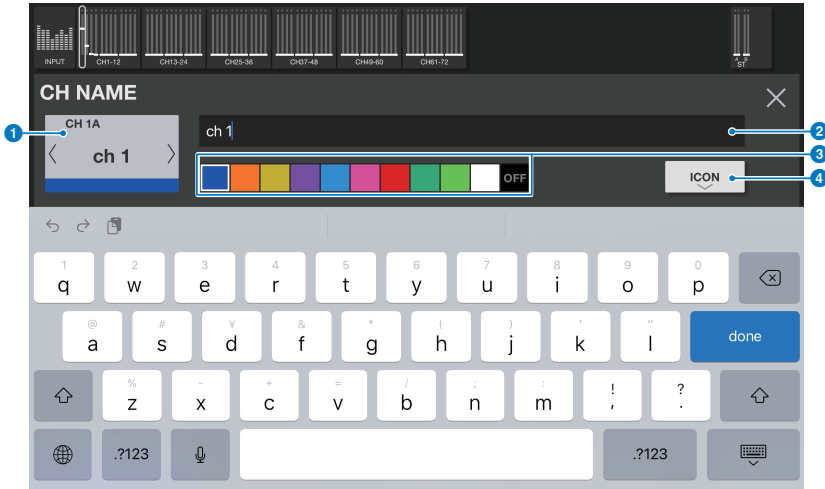 INPUT CH1-12 CH13-24 CH25-36 CH37-48 CH49-60 CH61-72 A B ST
CH NAME
1 CH 1A
ch 1
ch 1 2
3
OFF
ICON 4
1 2 3 4 5 6 7 8 9 0
q w e r t y u i o p
@ # ¥ & * ( ) ' "
a s d f g h j k l done
% - + = / ; : ! ?
z x c v b n m , .
.?123 .?123